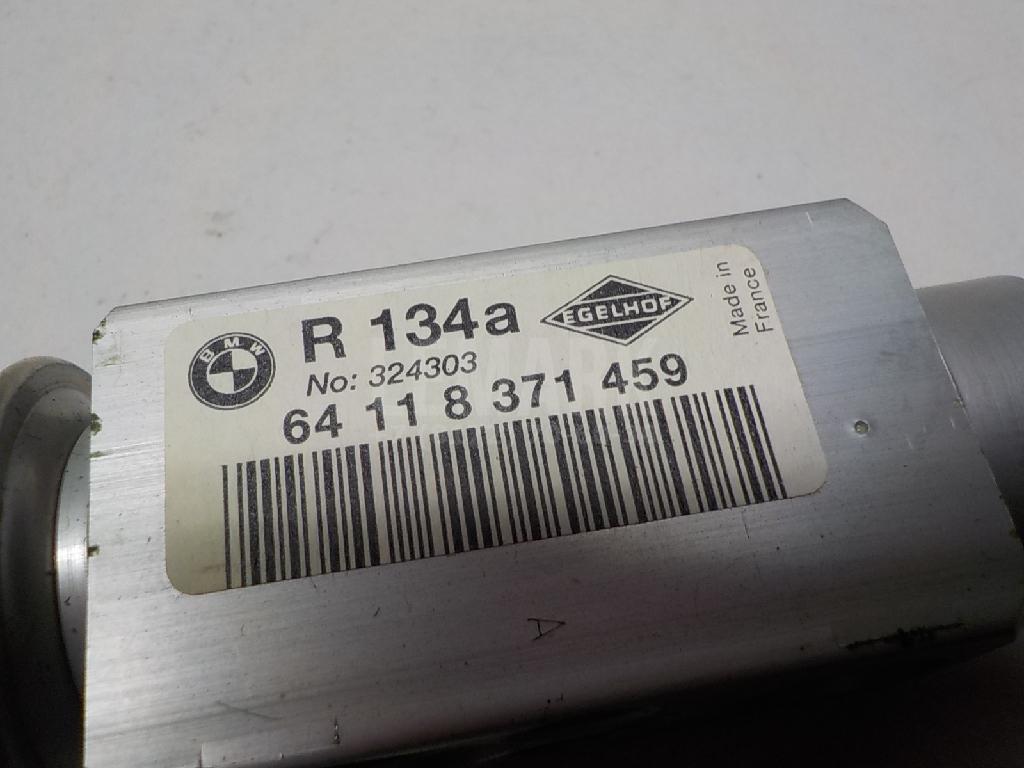 BMW
R 134a
EGELHOF
Made in
France
No: 324303
64 11 8 371 459
A